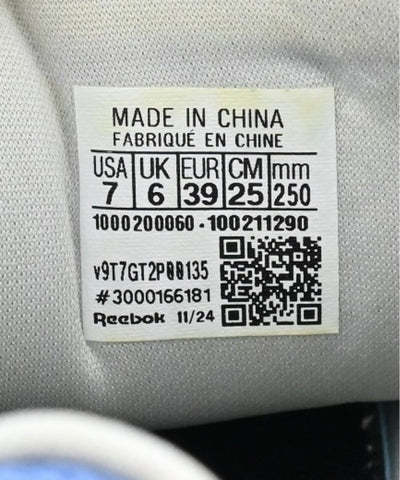 MADE IN CHINA
FABRIQUÉ EN CHINE
USA UK EUR CM mm
7 6 39 25 250
1000200060-100211290
v9T7GT2P00135
#3000166181
Reebok 11/24